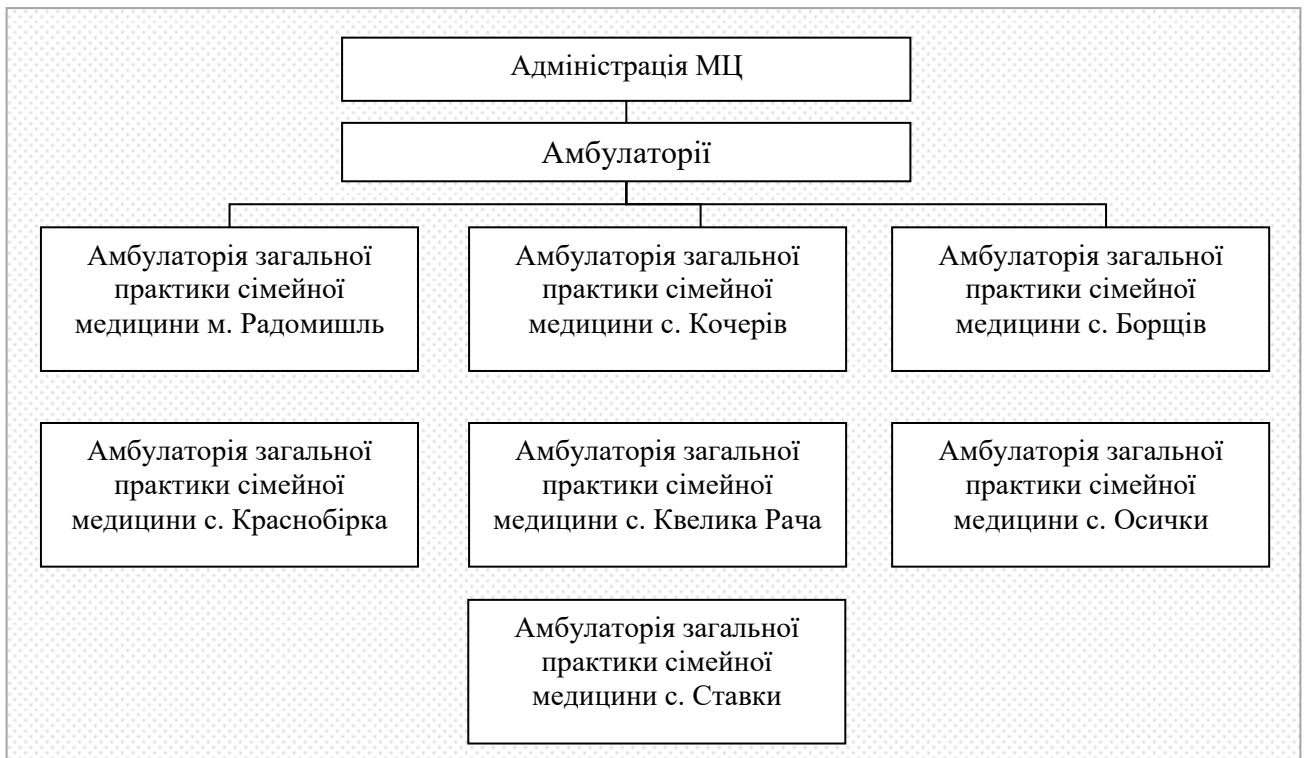 Адміністрація МЦ
Амбулаторії
Амбулаторія загальної
практики сімейної
медицини м. Радомишль
Амбулаторія загальної
практики сімейної
медицини с. Кочерів
Амбулаторія загальної
практики сімейної
медицини с. Борщів
Амбулаторія загальної
практики сімейної
медицини с. Краснобірка
Амбулаторія загальної
практики сімейної
медицини с. Квелика Рача
Амбулаторія загальної
практики сімейної
медицини с. Осички
Амбулаторія загальної
практики сімейної
медицини с. Ставки